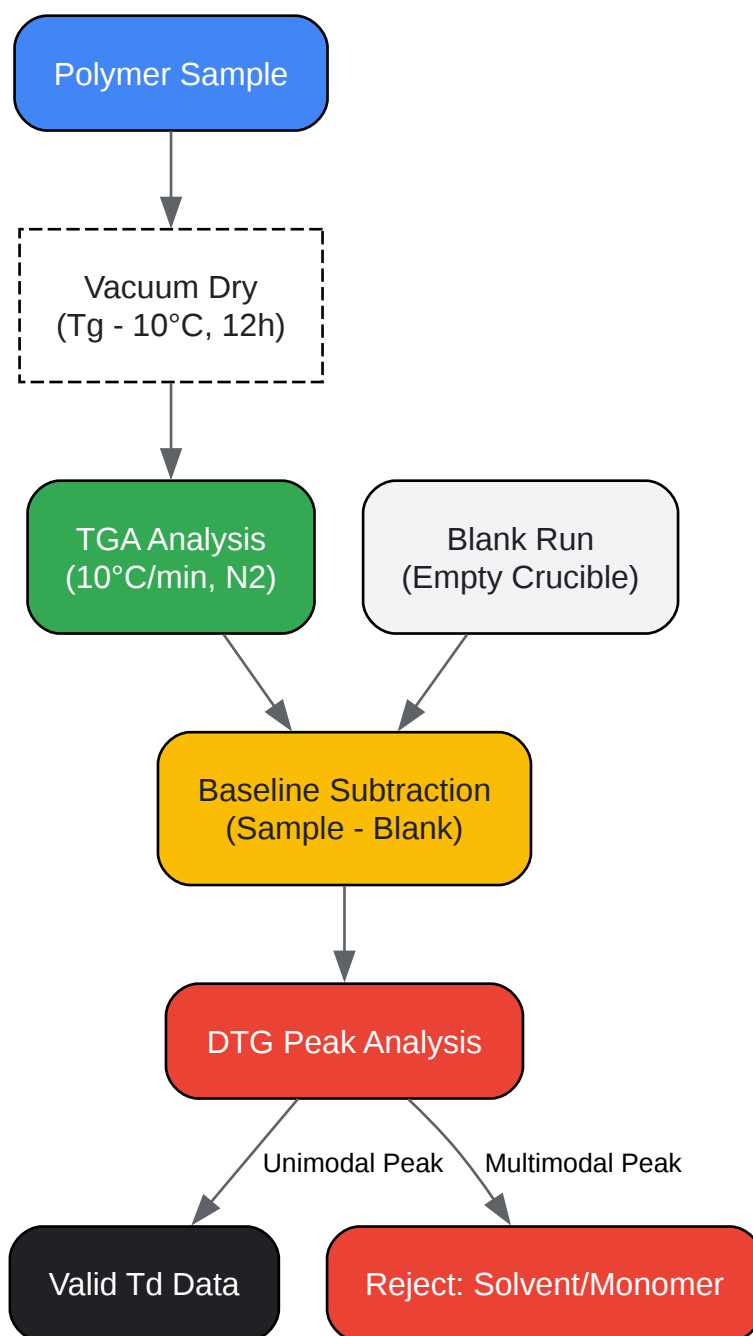 Polymer Sample
Vacuum Dry
(Tg - 10°C, 12h)
TGA Analysis
(10°C/min, N2)
Blank Run
(Empty Crucible)
Baseline Subtraction
(Sample - Blank)
DTG Peak Analysis
Unimodal Peak
Multimodal Peak
Valid Td Data
Reject: Solvent/Monomer